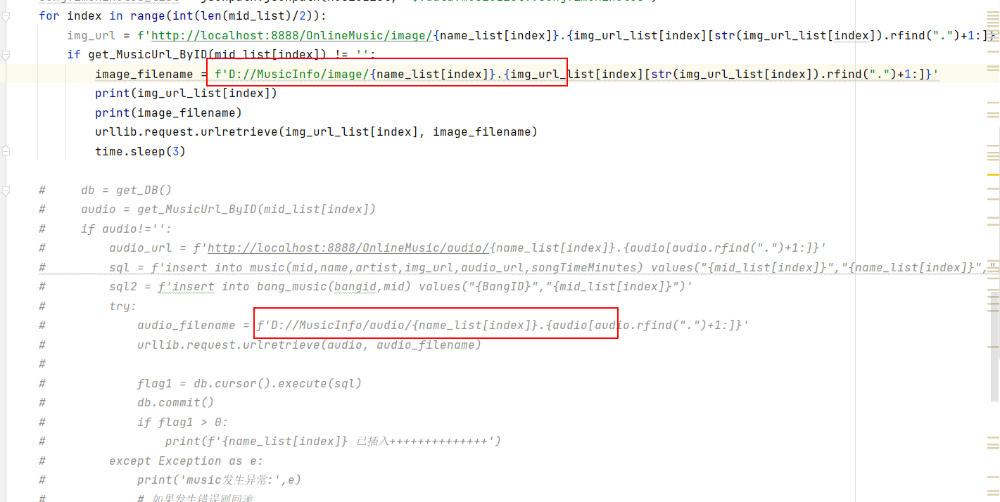 for index in range(int(len(mid_list)/2)):
img_url = f'http://localhost:8888/OnlineMusic/image/{name_list[index]}.{img_url_list[index][str(img_url_list[index]).rfind(".")+1:]}'
if get_MusicUrl_ByID(mid_list[index]) != '':
image_filename = f'D://MusicInfo/image/{name_list[index]}.{img_url_list[index][str(img_url_list[index]).rfind(".")+1:]}'
print(img_url_list[index])
print(image_filename)
urllib.request.urlretrieve(img_url_list[index], image_filename)
time.sleep(3)
# db = get_DB()
# audio = get_MusicUrl_ByID(mid_list[index])
# if audio!='':
# audio_url = f'http://localhost:8888/OnlineMusic/audio/{name_list[index]}.{audio[audio.rfind(".")+1:]}'
# sql = f'insert into music(mid,name,artist,img_url,audio_url,songTimeMinutes) values("{mid_list[index]}","{name_list[index]}","
# sql2 = f'insert into bang_music(bangid,mid) values("{BangID}","{mid_list[index]}")'
# try:
# audio_filename = f'D://MusicInfo/audio/{name_list[index]}.{audio[audio.rfind(".")+1:]}'
# urllib.request.urlretrieve(audio, audio_filename)
#
# flag1 = db.cursor().execute(sql)
# db.commit()
# if flag1 > 0:
# print(f'{name_list[index]} 已插入++++++++++++++')
# except Exception as e:
# print('music发生异常:',e)
# # 如果发生错误则回滚